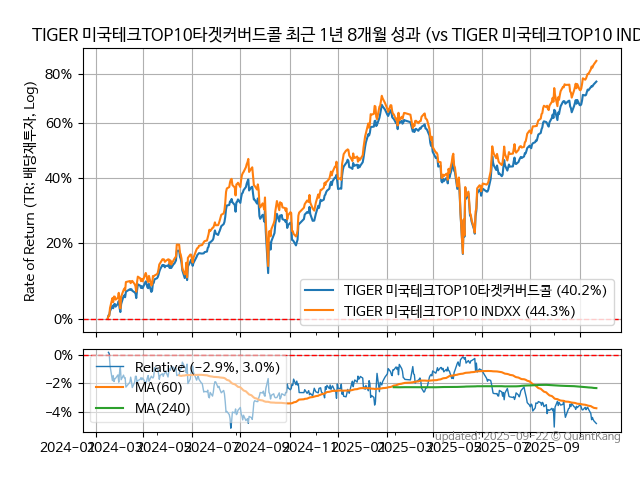 TIGER 미국테크TOP10타겟커버드콜 최근 1년 8개월 성과 (vs TIGER 미국테크TOP10 IND
Rate of Return (TR: 배당재투자, Log)
80%
60%
40%
20%
0%
TIGER 미국테크TOP10타겟커버드콜 (40.2%)
TIGER 미국테크TOP10 INDXX (44.3%)
0%
−2%
−4%
Relative (−2.9%, 3.0%)
MA(60)
MA(240)
updated: 2025-09-22 © QuantKang
2024-01 2024-03 2024-05 2024-07 2024-09 2024-11 2025-01 2025-03 2025-05 2025-07 2025-09